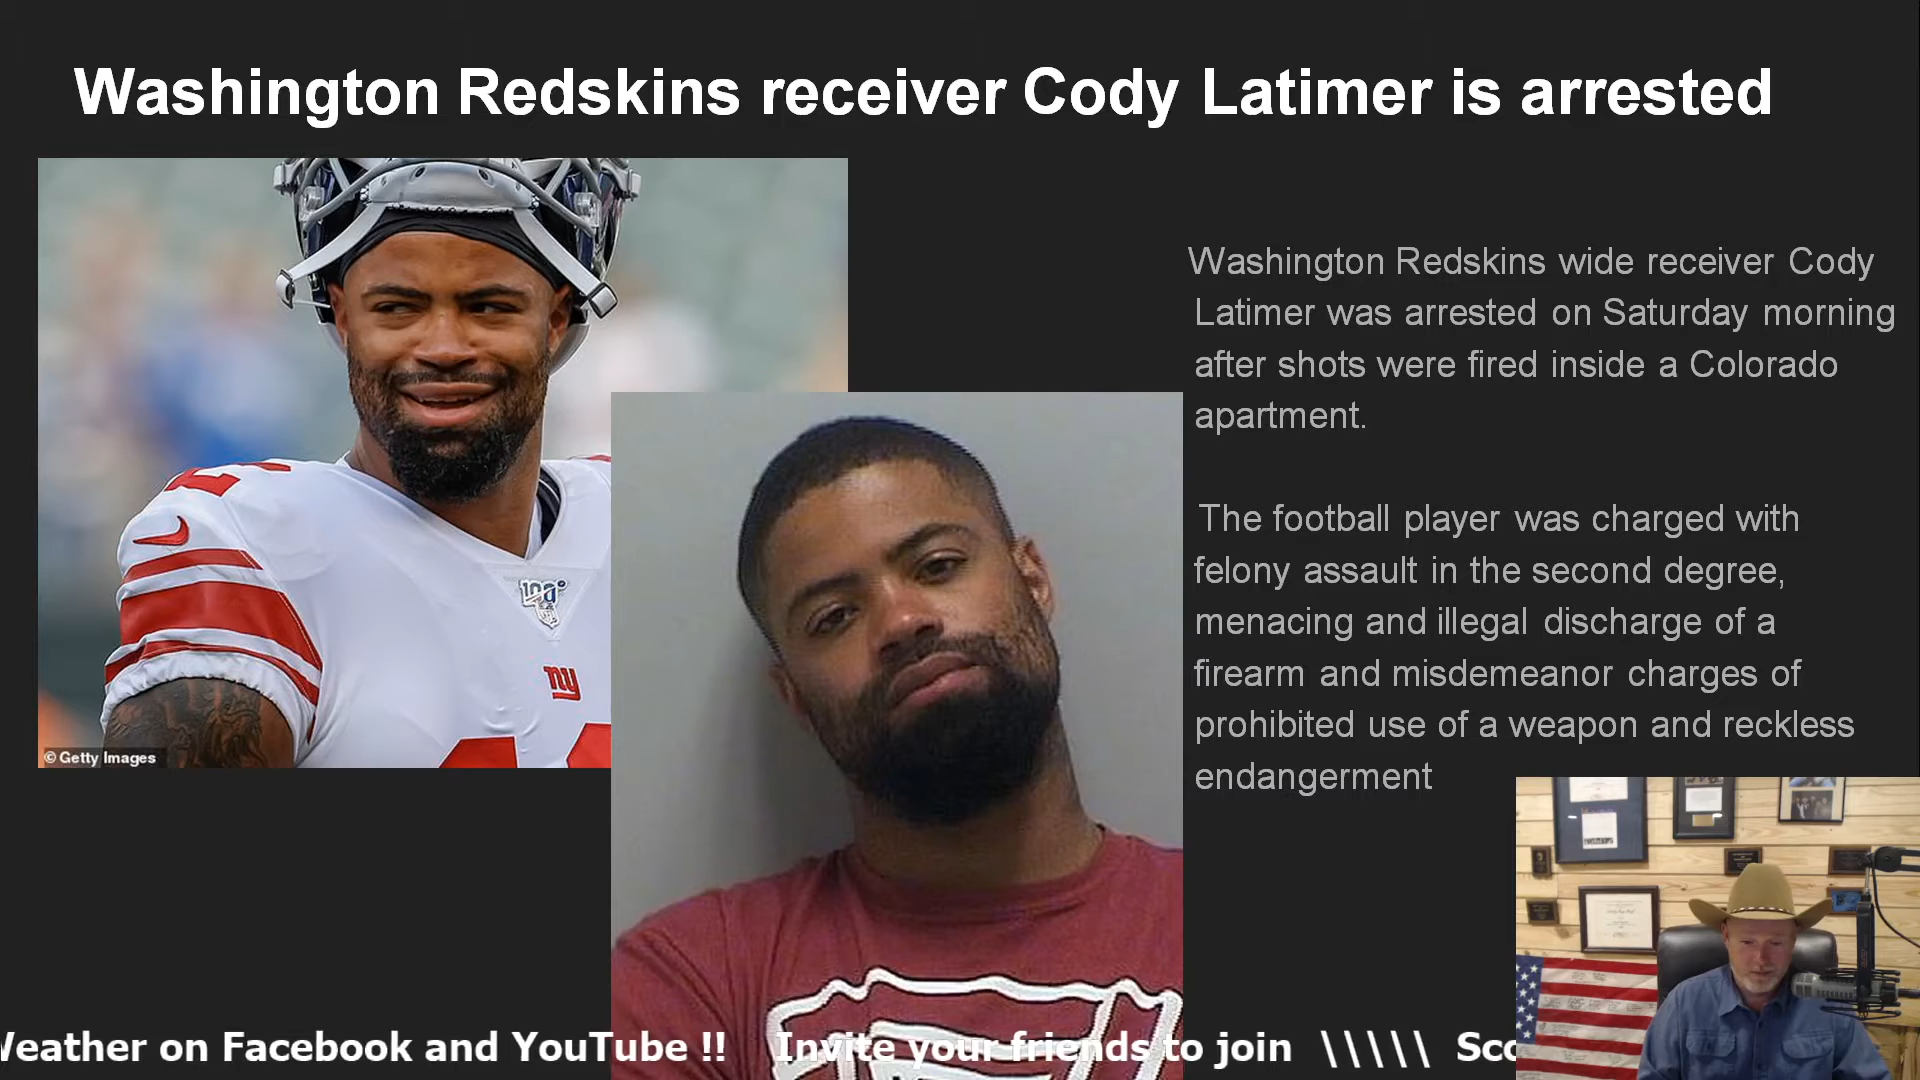 Washington Redskins receiver Cody Latimer is arrested
Washington Redskins wide receiver Cody
Latimer was arrested on Saturday morning
after shots were fired inside a Colorado
apartment.
The football player was charged with
felony assault in the second degree,
menacing and illegal discharge of a
firearm and misdemeanor charges of
prohibited use of a weapon and reckless
endangerment
100
ny
© Getty Images
Weather on Facebook and YouTube !! Invite your friends to join \\\\\ Sco